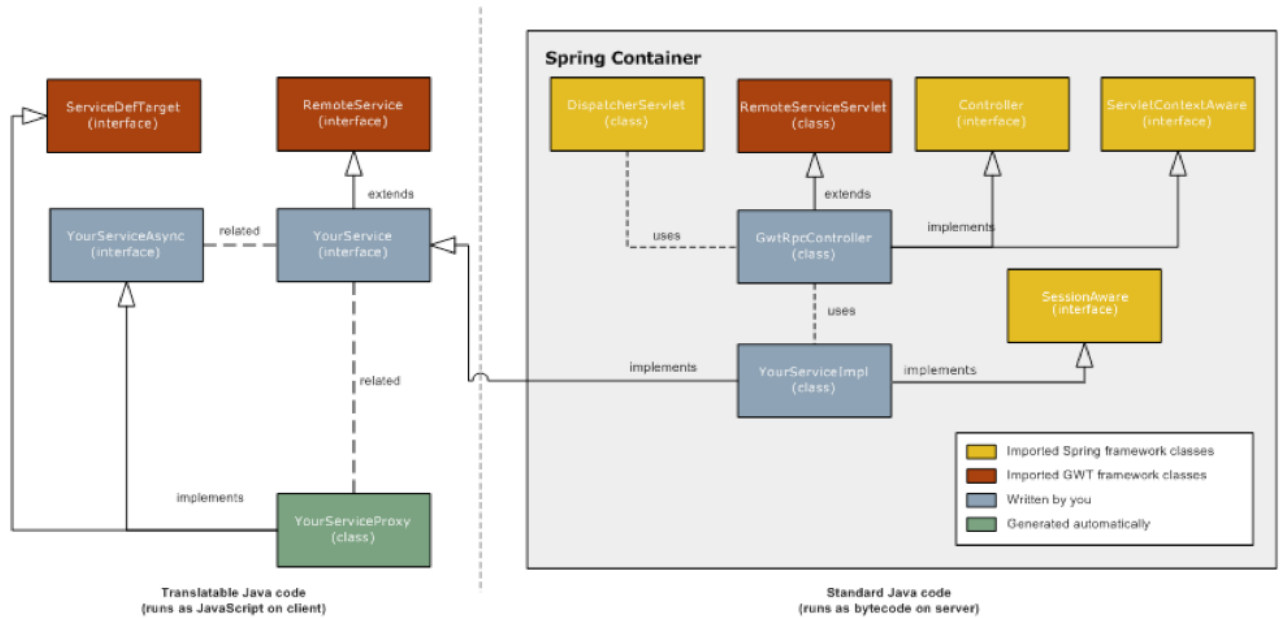 Spring Container
ServiceDefTarget
(interface)
RemoteService
(interface)
DispatcherServlet
(class)
RemoteServiceServlet
(class)
Controller
(interface)
ServletContextAware
(interface)
extends
extends
YourServiceAsync
(interface)
related
YourService
(interface)
uses
GwtRpcController
(class)
implements
SessionAware
(interface)
uses
related
implements
YourServiceImpl
(class)
implements
Imported Spring framework classes
Imported GWT framework classes
Written by you
Generated automatically
implements
YourServiceProxy
(class)
Translatable Java code
(runs as JavaScript on client)
Standard Java code
(runs as bytecode on server)